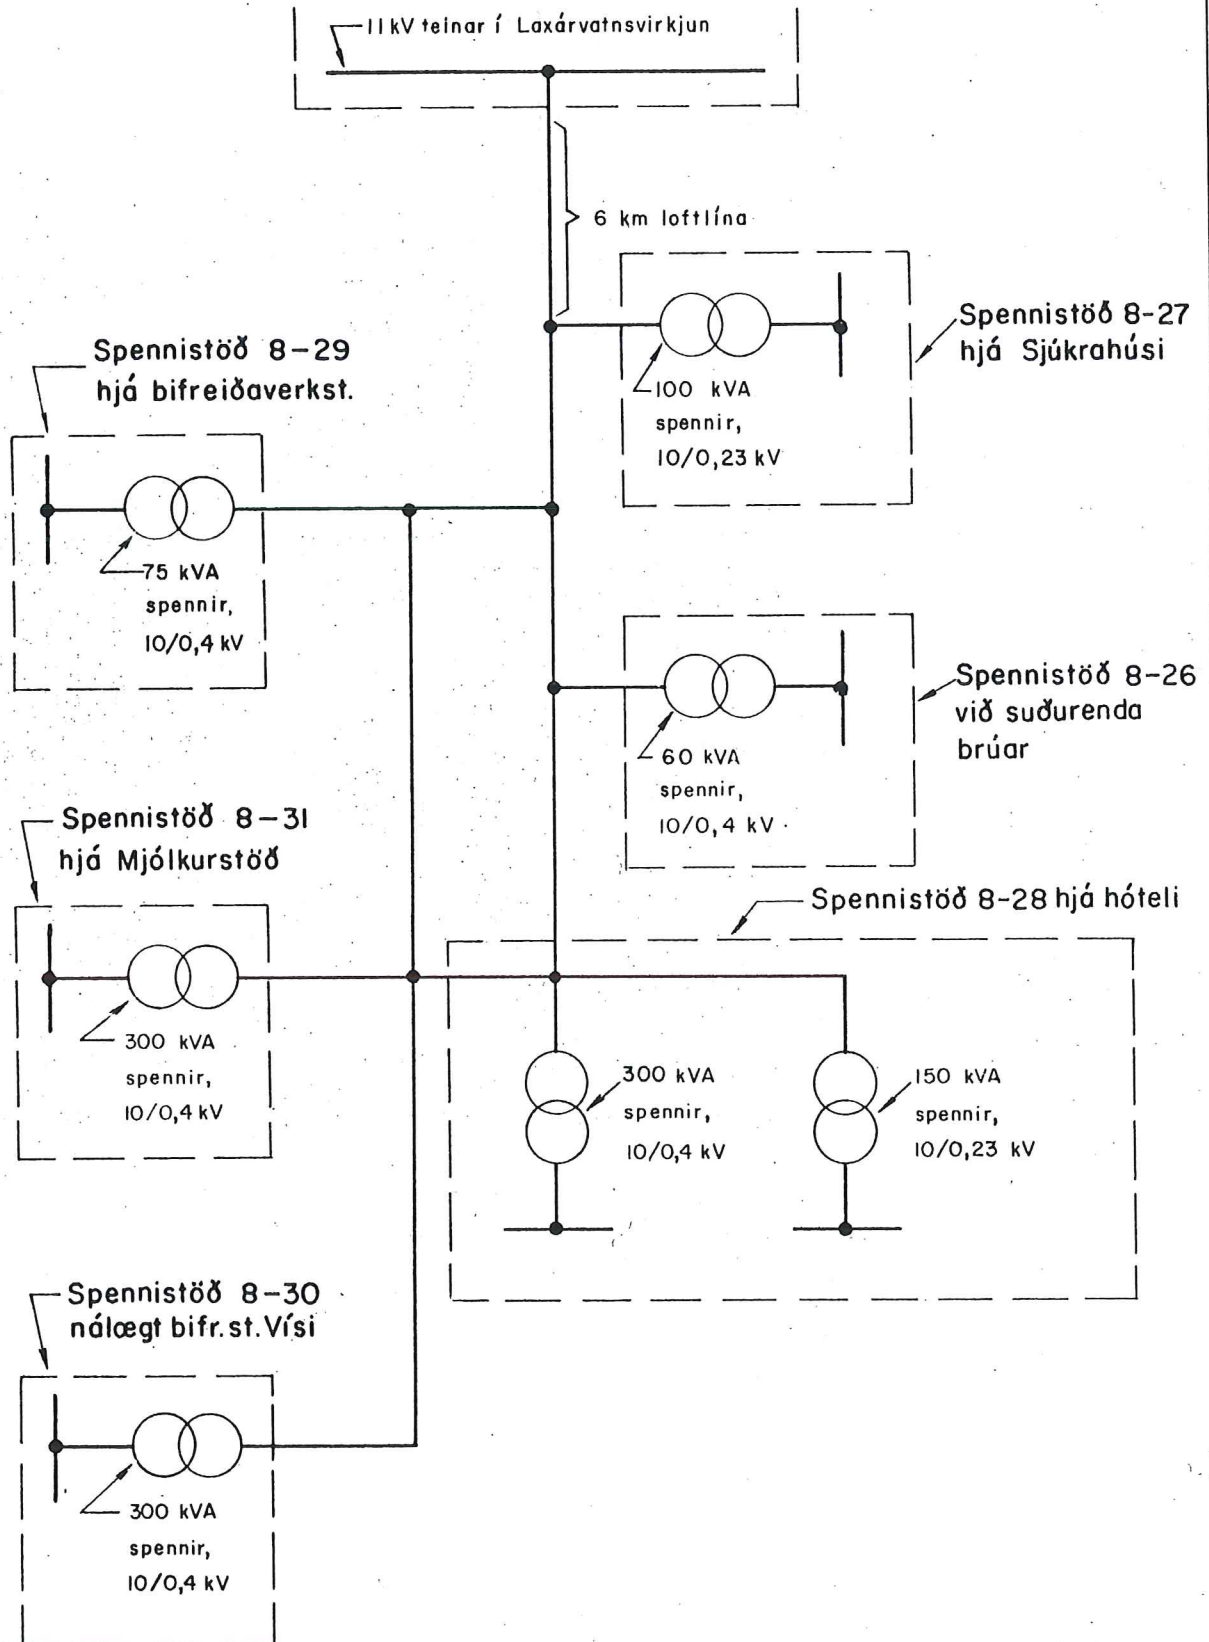 11 kV teinar í Laxárvatnsvirkjun
6 km loftlína
Spennistöð 8-27
hjá Sjúkrahúsi
100 kVA
spennir,
10/0,23 kV
Spennistöð 8-29
hjá bifreiðaverkst.
75 kVA
spennir,
10/0,4 kV
Spennistöð 8-26
við suðurenda
brúar
60 kVA
spennir,
10/0,4 kV
Spennistöð 8-31
hjá Mjólkurstöð
300 kVA
spennir,
10/0,4 kV
Spennistöð 8-28 hjá hóteli
300 kVA
spennir,
10/0,4 kV
150 kVA
spennir,
10/0,23 kV
Spennistöð 8-30
nálægt bifr.st.Vísi
300 kVA
spennir,
10/0,4 kV